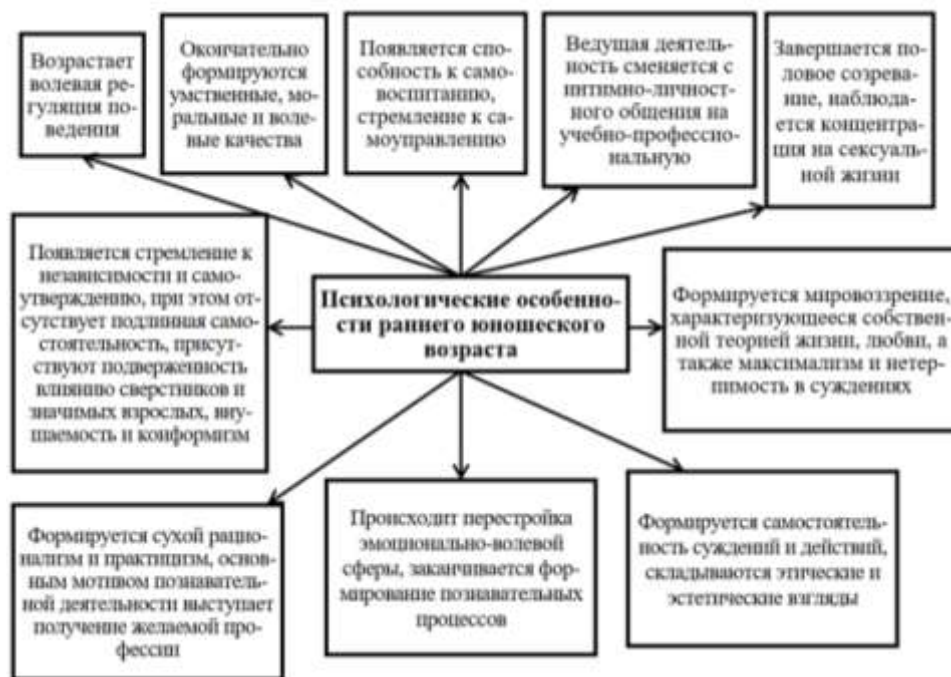 Возрастает
волевая ре-
гуляция по-
ведения
Окончательно
формируются
умственные, мо-
ральные и воле-
вые качества
Появляется спо-
собность к само-
воспитанию,
стремление к са-
моуправлению
Ведущая деятель-
ность сменяется с
интимно-личност-
ного общения на
учебно-профессио-
нальную
Завершается по-
ловое созрева-
ние, наблюда-
ется концентра-
ция на сексуаль-
ной жизни
Появляется стремление к
независимости и само-
утверждению, при этом от-
сутствует подлинная само-
стоятельность, присут-
ствуют подверженность
влиянию сверстников и
значимых взрослых, вну-
шаемость и конформизм
Психологические особенно-
сти раннего юношеского
возраста
Формируется мировоззрение,
характеризующееся собствен-
ной теорией жизни, любви, а
также максимализм и нетер-
пимость в суждениях
Формируется сухой рацио-
нализм и практицизм, основ-
ным мотивом познаватель-
ной деятельности выступает
получение желаемой про-
фессии
Происходит перестройка
эмоционально-волевой
сферы, заканчивается фор-
мирование познавательных
процессов
Формируется самостоятель-
ность суждений и действий,
складываются этические и
эстетические взгляды